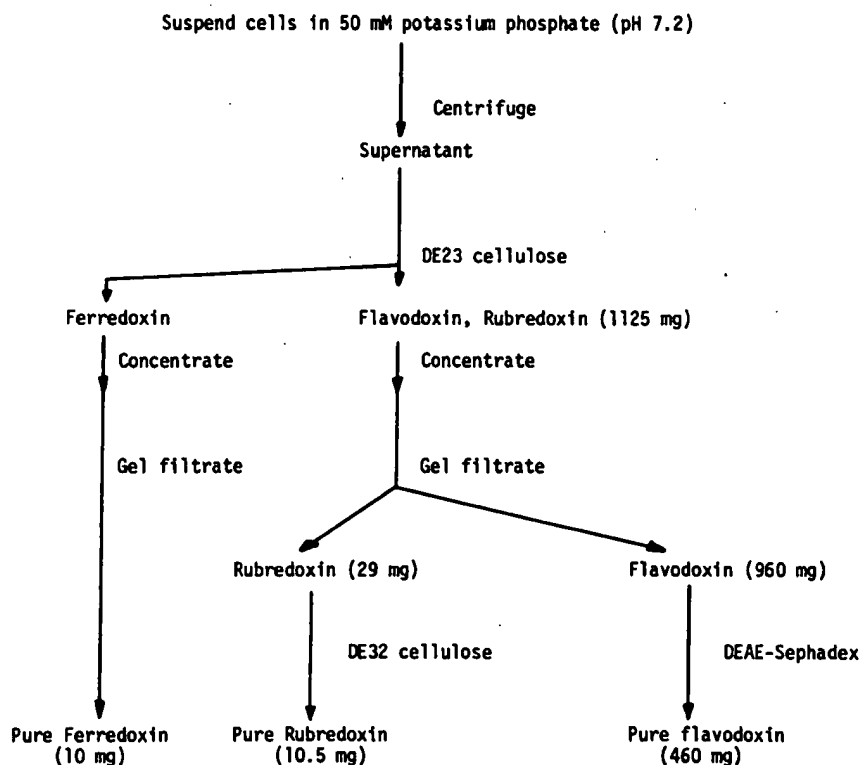 Suspend cells in 50 mM potassium phosphate (pH 7.2)
Centrifuge
Supernatant
DE23 cellulose
Ferredoxin
Flavodoxin, Rubredoxin (1125 mg)
Concentrate
Concentrate
Gel filtrate
Gel filtrate
Rubredoxin (29 mg)
Flavodoxin (960 mg)
DE32 cellulose
DEAE-Sephadex
Pure Ferredoxin
(10 mg)
Pure Rubredoxin
(10.5 mg)
Pure flavodoxin
(460 mg)